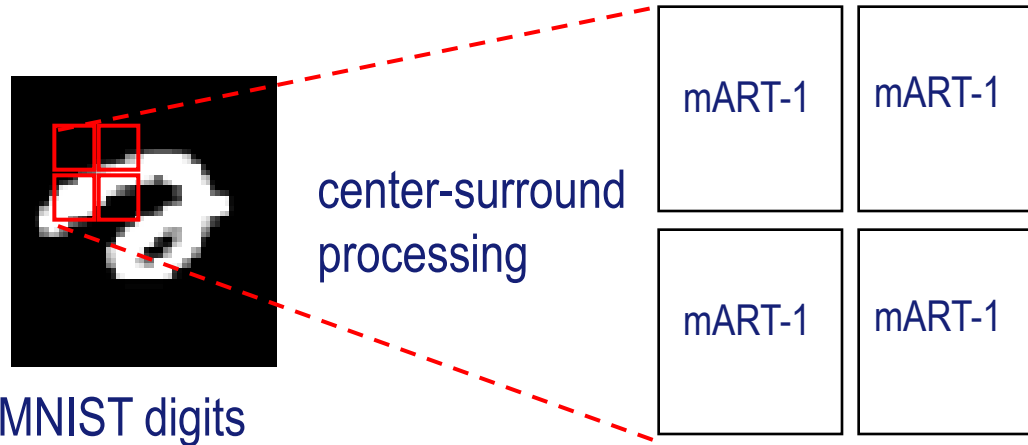 mART-1 mART-1
center-surround
processing
mART-1 mART-1
MNIST digits